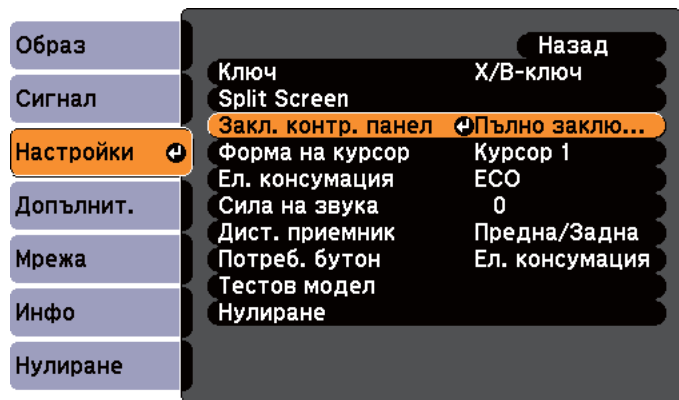 Образ
Сигнал
Настройки
Допълнит.
Мрежа
Инфо
Нулиране
Назад
Ключ Х/В-ключ
Split Screen
Закл. контр. панел Пълно заклю...
Форма на курсор Курсор 1
Ел. консумация ECO
Сила на звука 0
Дист. приемник Предна/Задна
Потреб. бутон Ел. консумация
Тестов модел
Нулиране